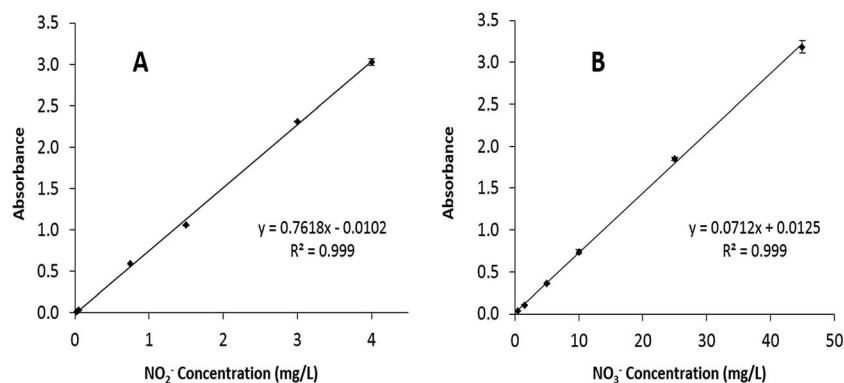 A
Absorbance
3.5
3.0
2.5
2.0
1.5
1.0
0.5
0.0
y = 0.7618x - 0.0102
R² = 0.999
0 1 2 3 4
NO₂⁻ Concentration (mg/L)
B
Absorbance
3.5
3.0
2.5
2.0
1.5
1.0
0.5
0.0
y = 0.0712x + 0.0125
R² = 0.999
0 10 20 30 40 50
NO₃⁻ Concentration (mg/L)